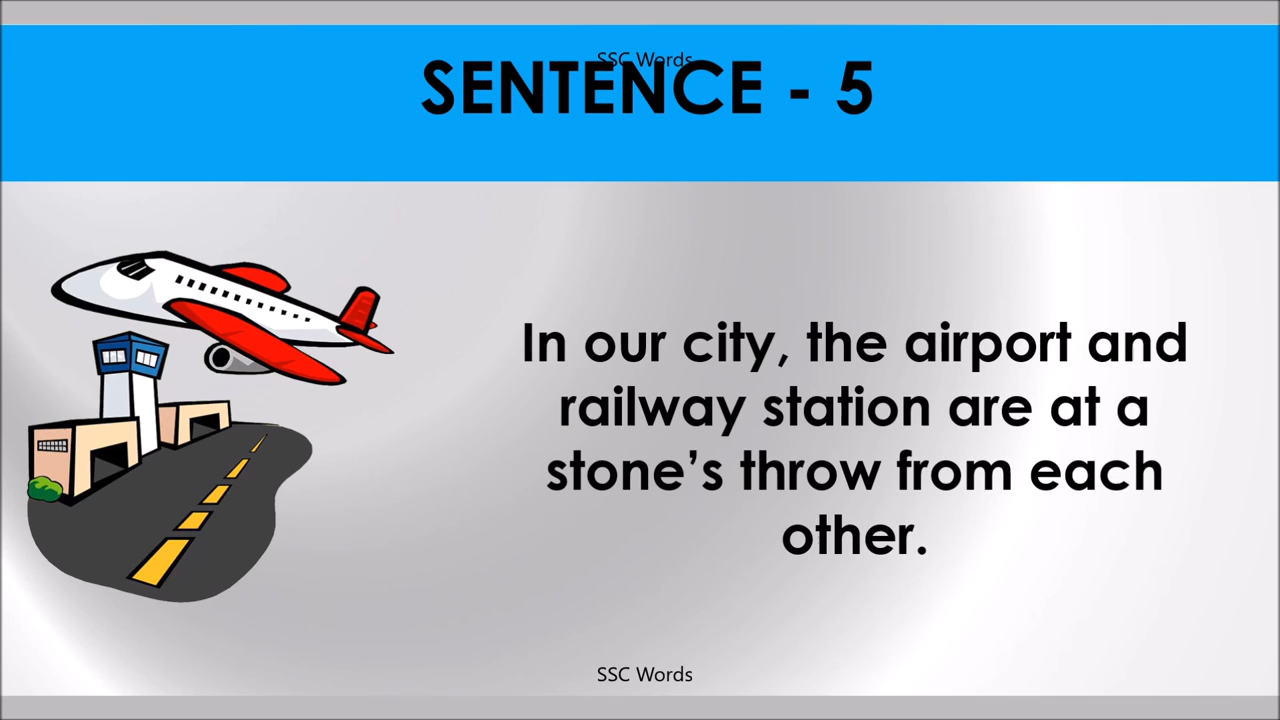 SSC Words
SENTENCE - 5
In our city, the airport and
railway station are at a
stone’s throw from each
other.
SSC Words